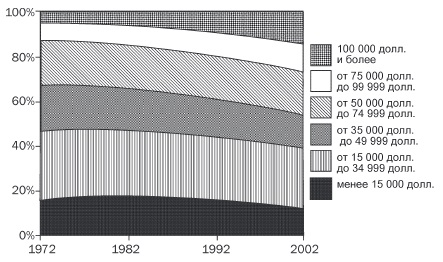 100%
80%
60%
40%
20%
0%
1972
1982
1992
2002
100 000 долл.
и более
от 75 000 долл.
до 99 999 долл.
от 50 000 долл.
до 74 999 долл.
от 35 000 долл.
до 49 999 долл.
от 15 000 долл.
до 34 999 долл.
менее 15 000 долл.